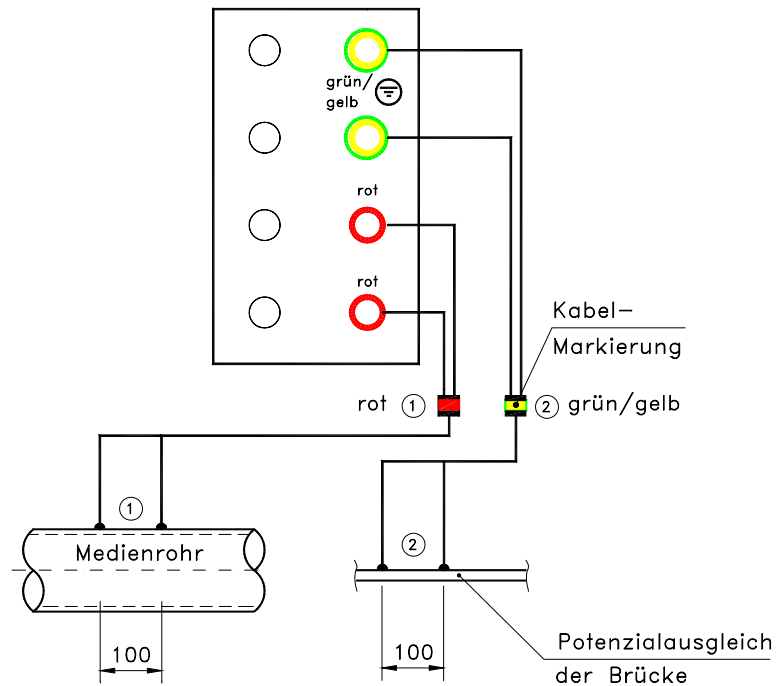 grün/
gelb
rot
rot
Kabel-
Markierung
rot 1
2 grün/gelb
1
Medienrohr
2
100
100
Potenzialausgleich
der Brücke